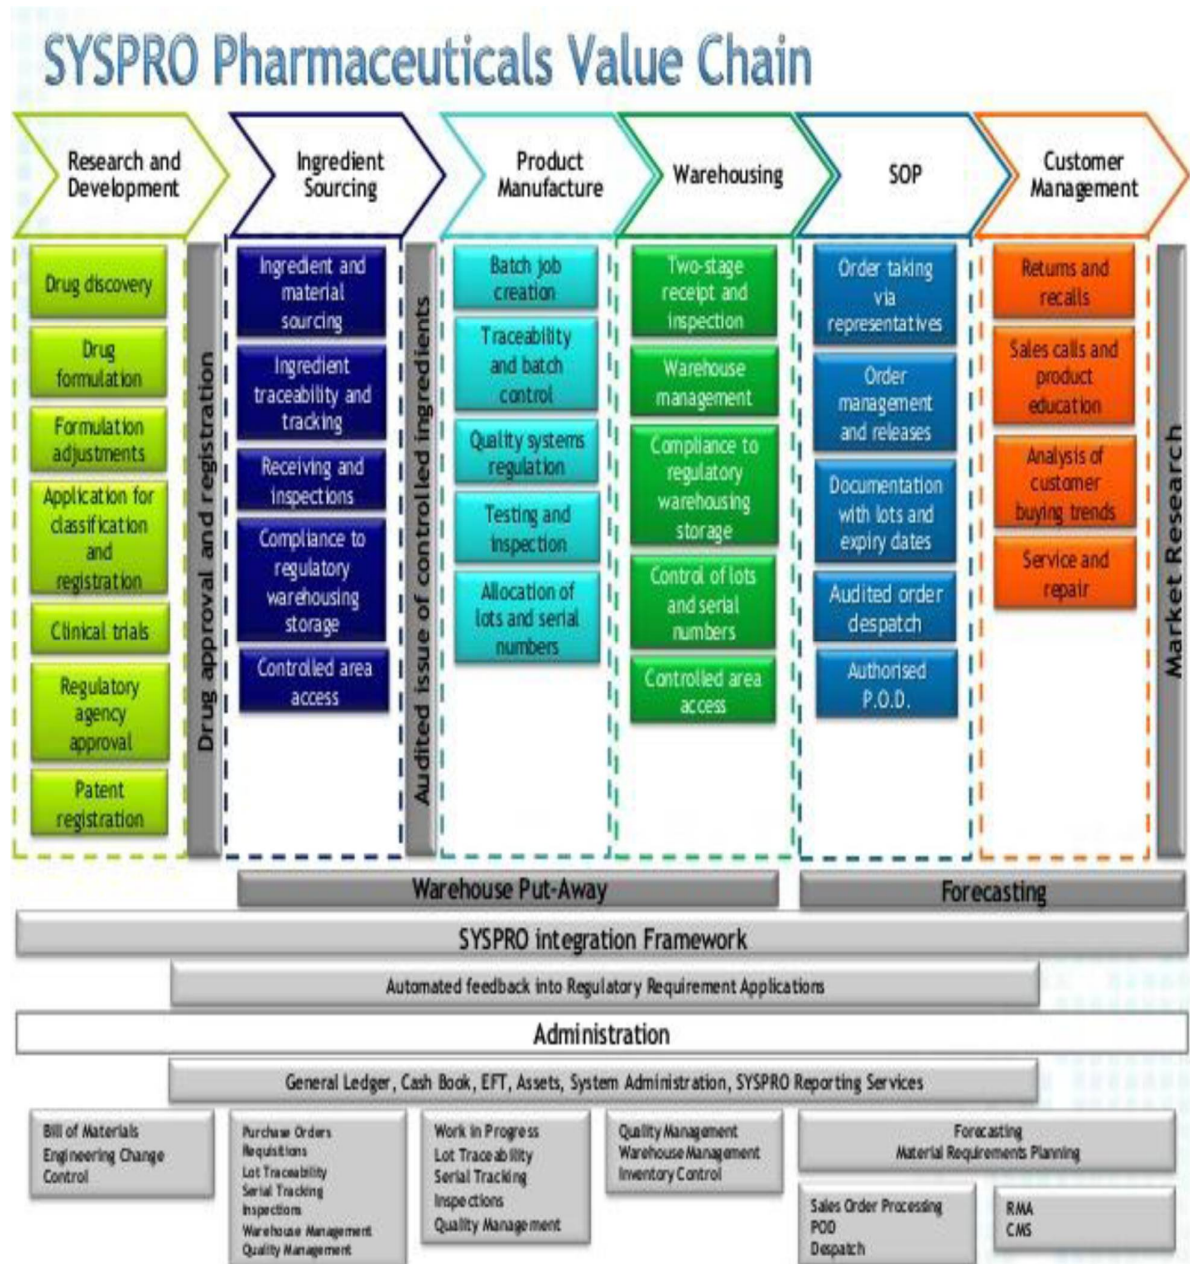 SYSPRO Pharmaceuticals Value Chain
Research and
Development
Ingredient
Sourcing
Product
Manufacture
Warehousing
SOP
Customer
Management
Drug discovery
Drug
formulation
Formulation
adjustments
Application for
classification
and
registration
Clinical trials
Regulatory
agency
approval
Patent
registration
Drug approval and registration
Ingredient and
material
sourcing
Ingredient
traceability and
tracking
Receiving and
inspections
Compliance to
regulatory
warehousing
storage
Controlled area
access
Audited issue of controlled ingredients
Batch job
creation
Traceability
and batch
control
Quality systems
regulation
Testing and
inspection
Allocation of
lots and serial
numbers
Two-stage
receipt and
inspection
Warehouse
management
Compliance to
regulatory
warehousing
storage
Control of lots
and serial
numbers
Controlled area
access
Order taking
via
representatives
Order
management
and releases
Documentation
with lots and
expiry dates
Audited order
despatch
Authorised
P.O.D.
Returns and
recalls
Sales calls and
product
education
Analysis of
customer
buying trends
Service and
repair
Market Research
Warehouse Put-Away
Forecasting
SYSPRO integration Framework
Automated feedback into Regulatory Requirement Applications
Administration
General Ledger, Cash Book, EFT, Assets, System Administration, SYSPRO Reporting Services
Bill of Materials
Engineering Change
Control
Purchase Orders
Requistions
Lot Traceability
Serial Tracking
Inspections
Warehouse Management
Quality Management
Work in Progress
Lot Traceability
Serial Tracking
Inspections
Quality Management
Quality Management
Warehouse Management
Inventory Control
Forecasting
Material Requirements Planning
Sales Order Processing
POD
Despatch
RMA
CMS